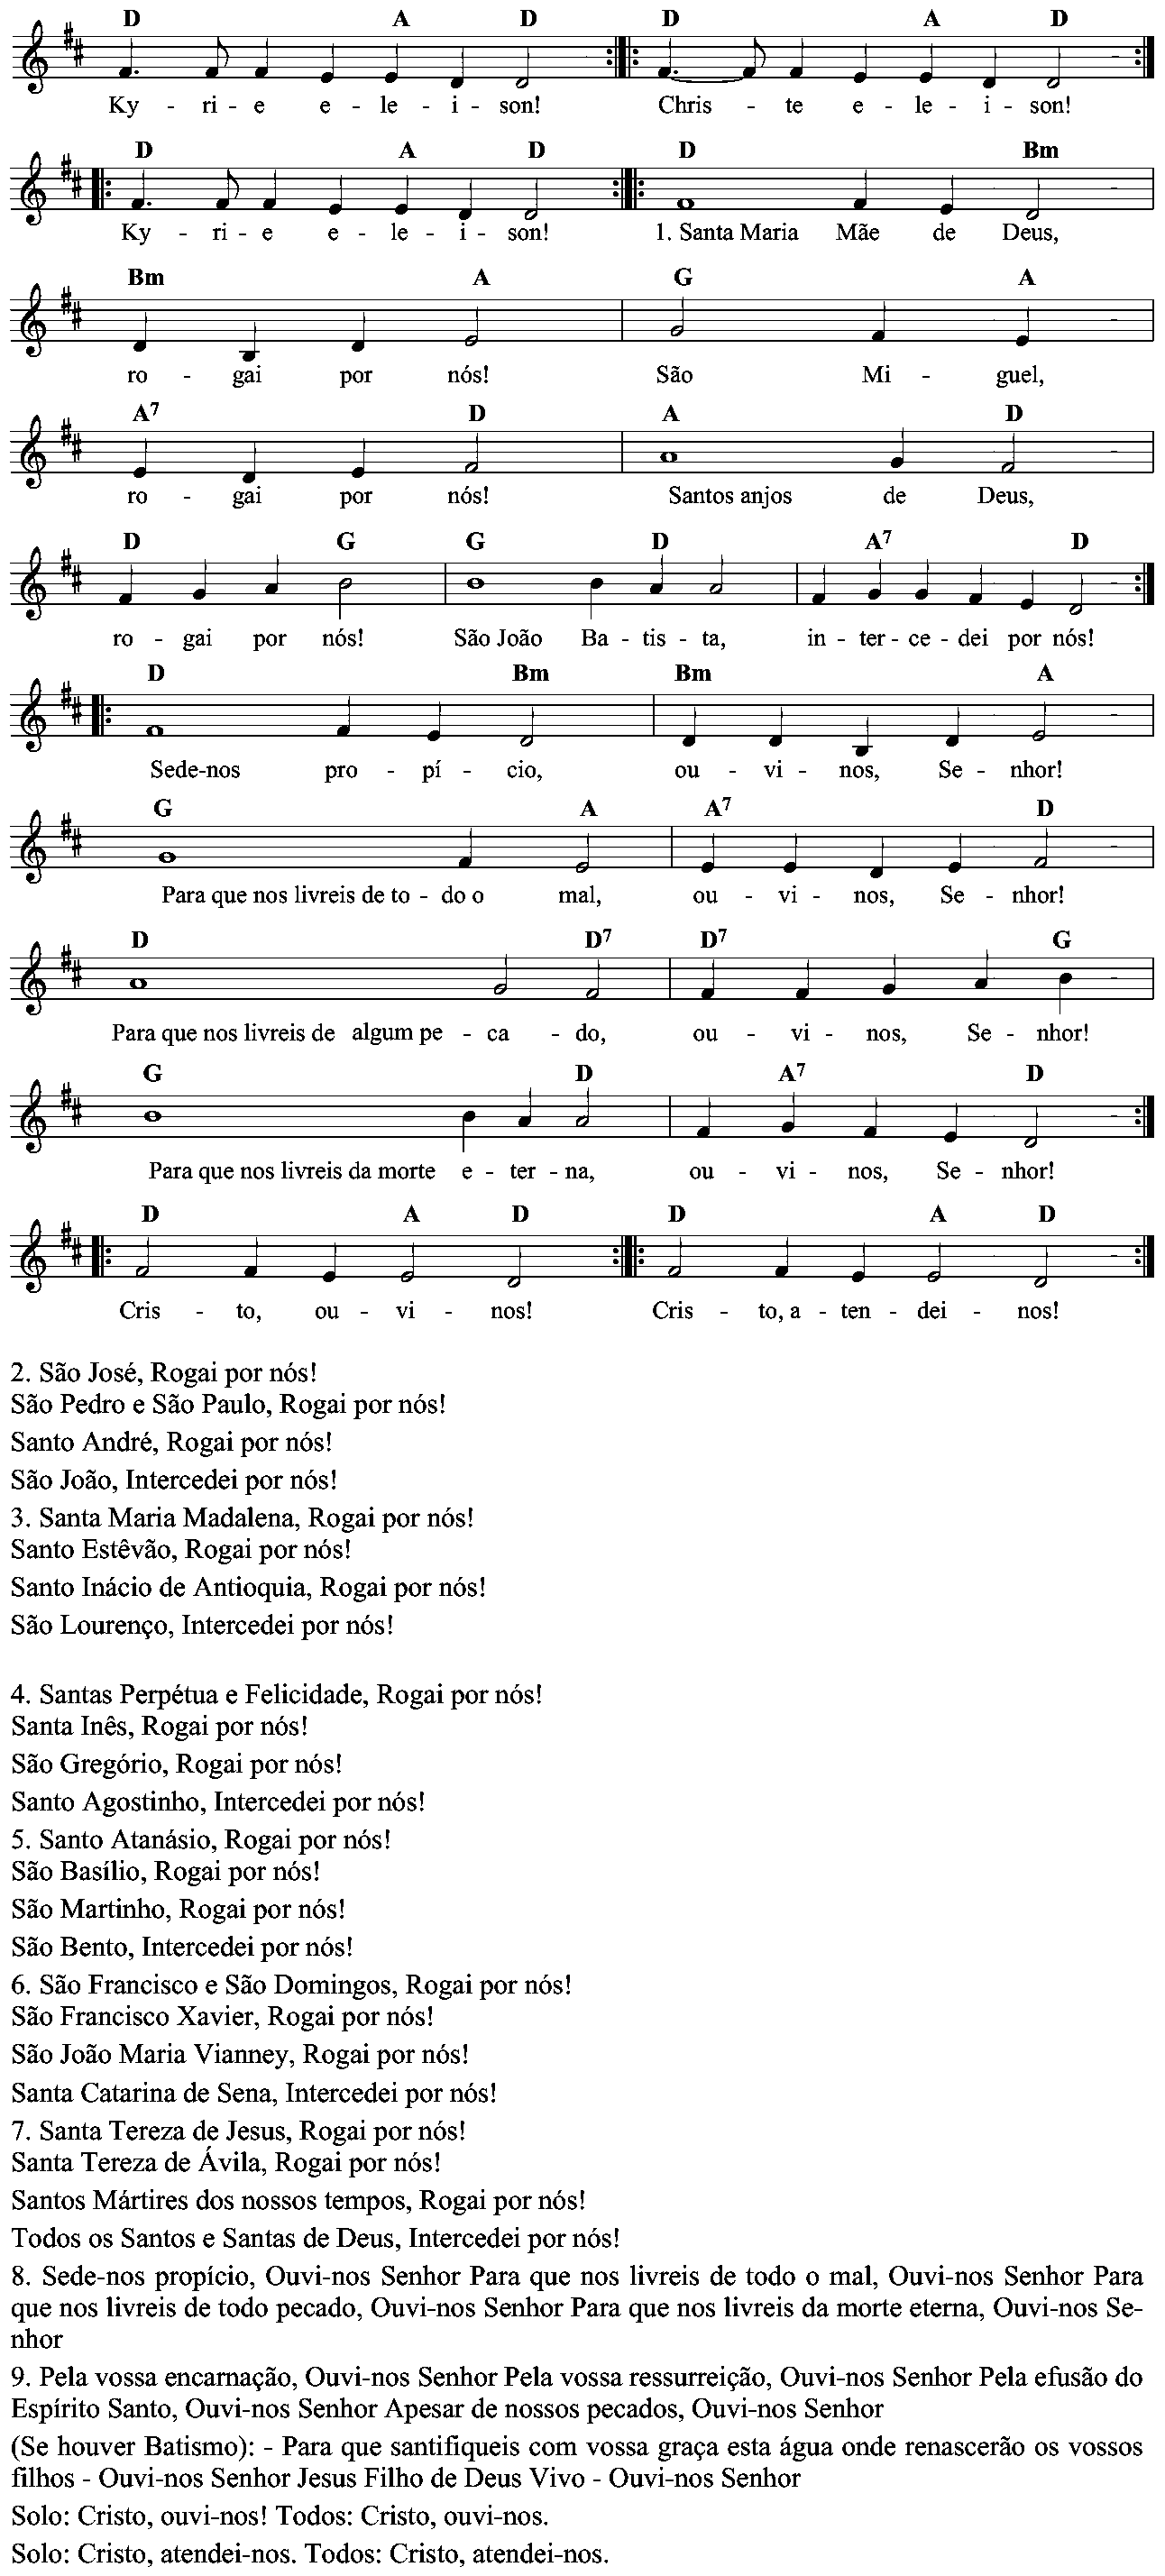 D A D D A D
Ky - ri - e e - le - i - son! Chris - te e - le - i - son!
D A D D Bm
Ky - ri - e e - le - i - son! 1. Santa Maria Mãe de Deus,
Bm A G A
ro - gai por nós! São Mi - guel,
A7 D A D
ro - gai por nós! Santos anjos de Deus,
D G G D A7 D
ro - gai por nós! São João Ba - tis - ta, in - ter - ce - dei por nós!
D Bm Bm A
Sede-nos pro - pí - cio, ou - vi - nos, Se - nhor!
G A A7 D
Para que nos livreis de to - do o mal, ou - vi - nos, Se - nhor!
D D7 D7 G
Para que nos livreis de algum pe - ca - do, ou - vi - nos, Se - nhor!
G D A7 D
Para que nos livreis da morte e - ter - na, ou - vi - nos, Se - nhor!
D A D D A D
Cris - to, ou - vi - nos! Cris - to, a - ten - dei - nos!
2. São José, Rogai por nós!
São Pedro e São Paulo, Rogai por nós!
Santo André, Rogai por nós!
São João, Intercedei por nós!
3. Santa Maria Madalena, Rogai por nós!
Santo Estêvão, Rogai por nós!
Santo Inácio de Antioquia, Rogai por nós!
São Lourenço, Intercedei por nós!
4. Santas Perpétua e Felicidade, Rogai por nós!
Santa Inês, Rogai por nós!
São Gregório, Rogai por nós!
Santo Agostinho, Intercedei por nós!
5. Santo Atanásio, Rogai por nós!
São Basílio, Rogai por nós!
São Martinho, Rogai por nós!
São Bento, Intercedei por nós!
6. São Francisco e São Domingos, Rogai por nós!
São Francisco Xavier, Rogai por nós!
São João Maria Vianney, Rogai por nós!
Santa Catarina de Sena, Intercedei por nós!
7. Santa Tereza de Jesus, Rogai por nós!
Santa Tereza de Ávila, Rogai por nós!
Santos Mártires dos nossos tempos, Rogai por nós!
Todos os Santos e Santas de Deus, Intercedei por nós!
8. Sede-nos propício, Ouvi-nos Senhor Para que nos livreis de todo o mal, Ouvi-nos Senhor Para
que nos livreis de todo pecado, Ouvi-nos Senhor Para que nos livreis da morte eterna, Ouvi-nos Se-
nhor
9. Pela vossa encarnação, Ouvi-nos Senhor Pela vossa ressurreição, Ouvi-nos Senhor Pela efusão do
Espírito Santo, Ouvi-nos Senhor Apesar de nossos pecados, Ouvi-nos Senhor
(Se houver Batismo): - Para que santifiqueis com vossa graça esta água onde renascerão os vossos
filhos - Ouvi-nos Senhor Jesus Filho de Deus Vivo - Ouvi-nos Senhor
Solo: Cristo, ouvi-nos! Todos: Cristo, ouvi-nos.
Solo: Cristo, atendei-nos. Todos: Cristo, atendei-nos.